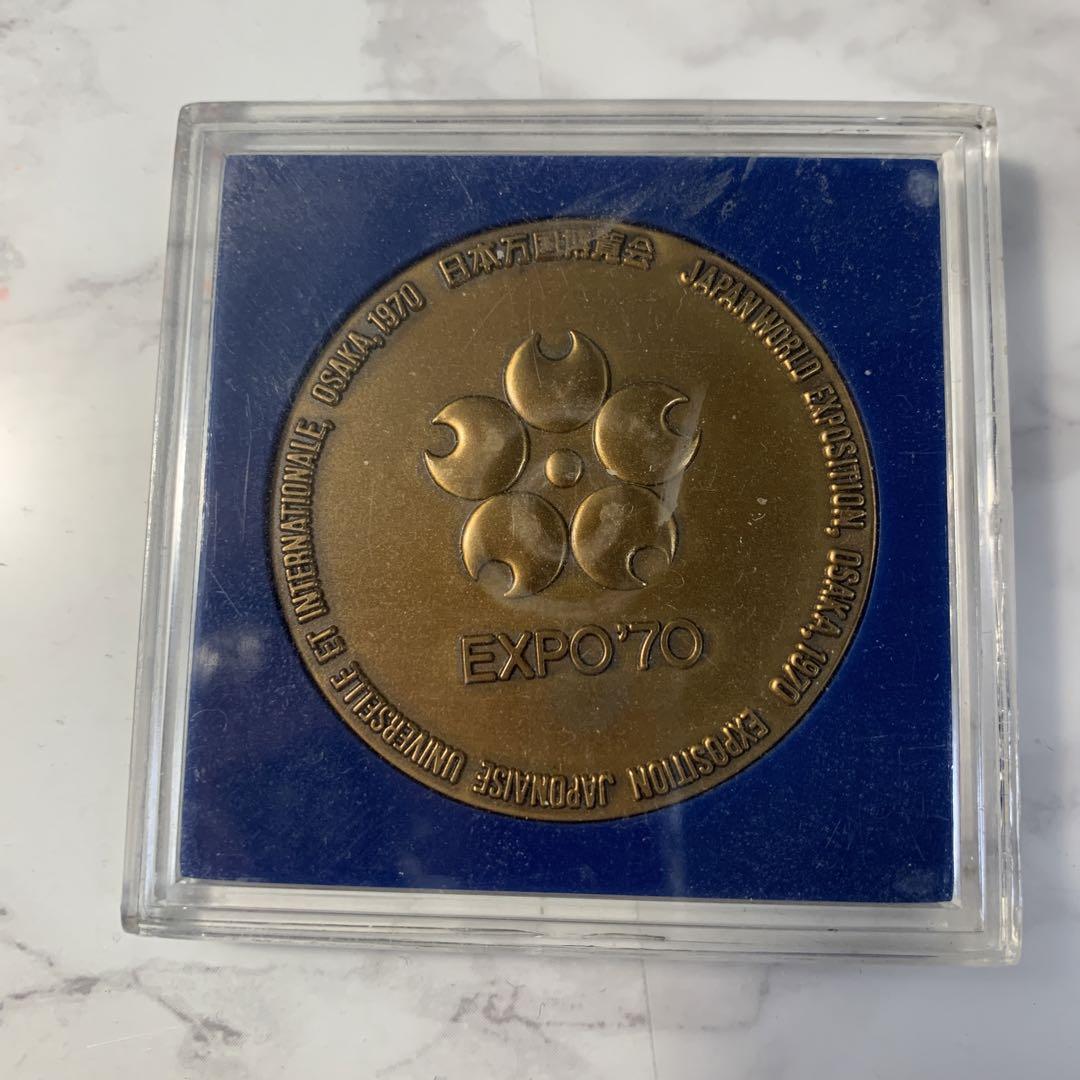 日本万国博覧会
JAPAN WORLD EXPOSITION, OSAKA, 1970
EXPOSITION JAPONAISE UNIVERSELLE ET INTERNATIONALE, OSAKA, 1970
EXPO'70